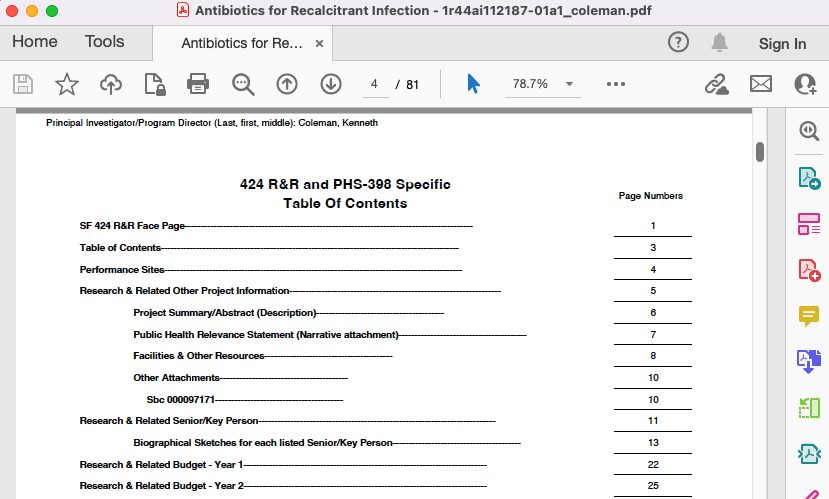 Antibiotics for Recalcitrant Infection - 1r44ai112187-01a1_coleman.pdf
Home Tools Antibiotics for Re... × ? Sign In
4 / 81 78.7%
Principal Investigator/Program Director (Last, first, middle): Coleman, Kenneth
424 R&R and PHS-398 Specific
Table Of Contents
Page Numbers
SF 424 R&R Face Page 1
Table of Contents 3
Performance Sites 4
Research & Related Other Project Information 5
Project Summary/Abstract (Description) 6
Public Health Relevance Statement (Narrative attachment) 7
Facilities & Other Resources 8
Other Attachments 10
Sbc 000097171 10
Research & Related Senior/Key Person 11
Biographical Sketches for each listed Senior/Key Person 13
Research & Related Budget - Year 1 22
Research & Related Budget - Year 2 25